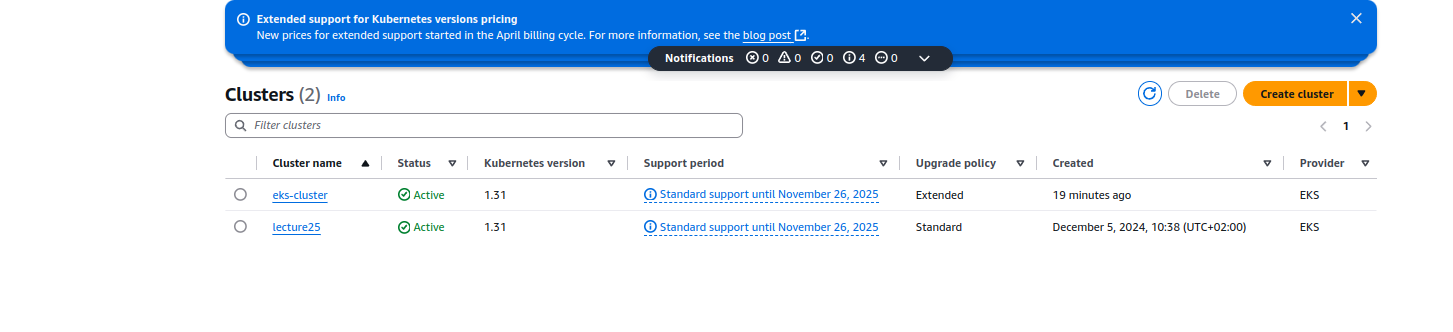 Extended support for Kubernetes versions pricing
New prices for extended support started in the April billing cycle. For more information, see the blog post.
Notifications 0 0 0 4 0
Clusters (2) Info
Delete
Create cluster
Filter clusters
1
Cluster name Status Kubernetes version Support period Upgrade policy Created Provider
eks-cluster Active 1.31 Standard support until November 26, 2025 Extended 19 minutes ago EKS
lecture25 Active 1.31 Standard support until November 26, 2025 Standard December 5, 2024, 10:38 (UTC+02:00) EKS